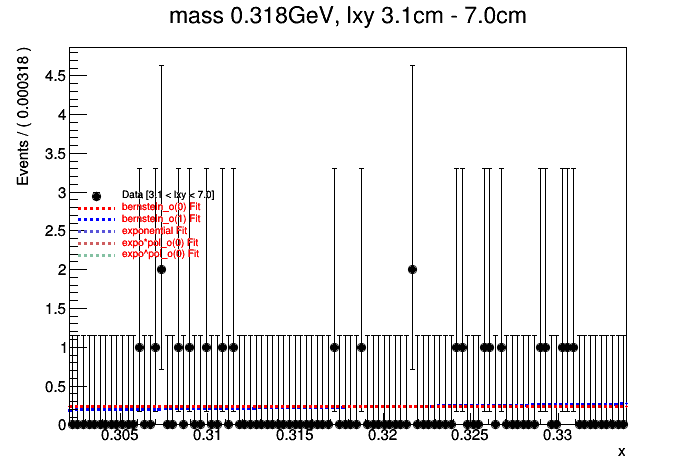 mass 0.318GeV, lxy 3.1cm - 7.0cm
Events / ( 0.000318 )
4.5
4
3.5
3
2.5
2
1.5
1
0.5
0
Data [3.1 < lxy < 7.0]
bernstein_o(0) Fit
bernstein_o(1) Fit
exponential Fit
expo*pol_o(0) Fit
expo^pol_o(0) Fit
0.305 0.31 0.315 0.32 0.325 0.33
x